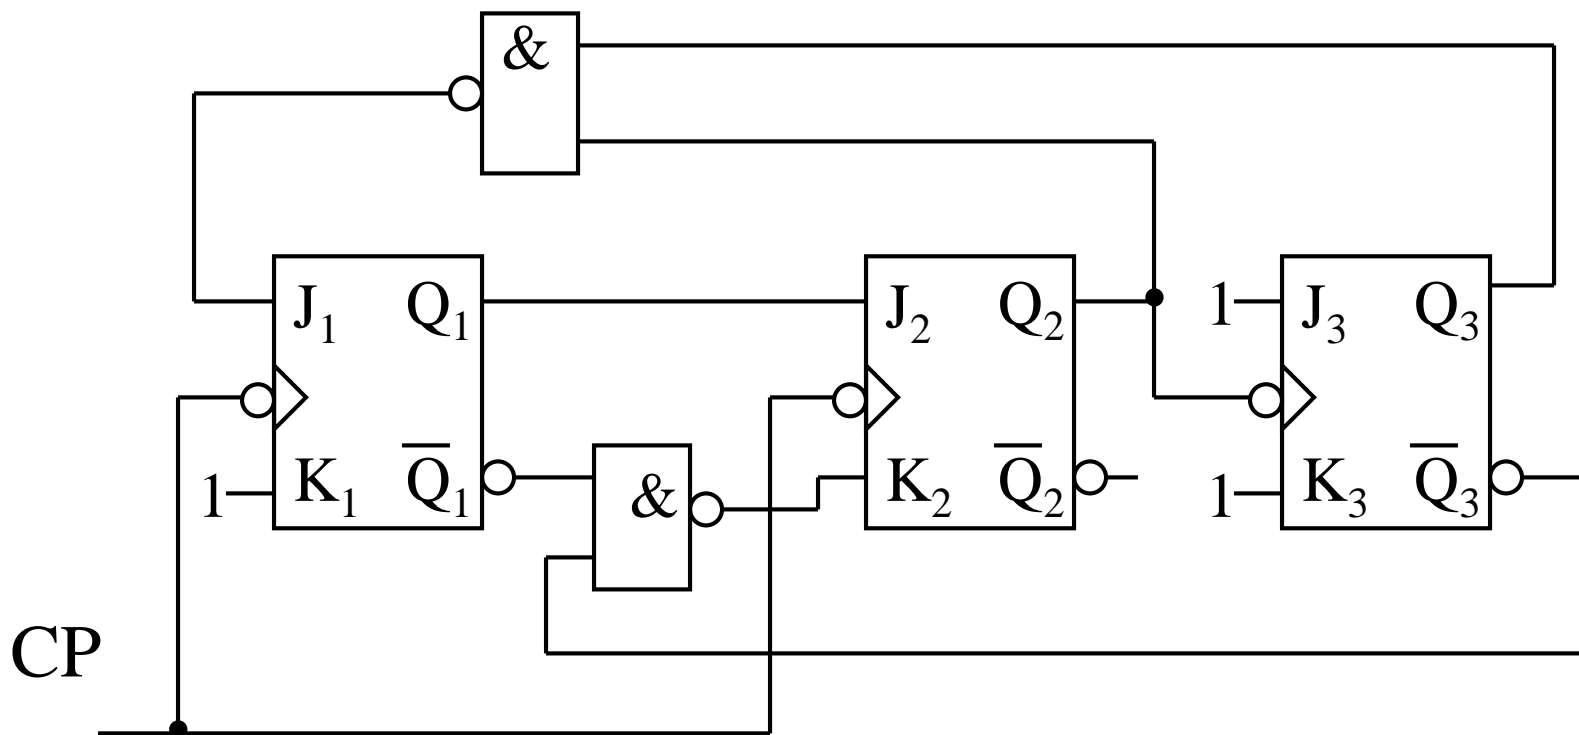 &
J₁ Q₁ J₂ Q₂ 1 J₃ Q₃
1 K₁ Q̅₁ & K₂ Q̅₂ 1 K₃ Q̅₃
CP